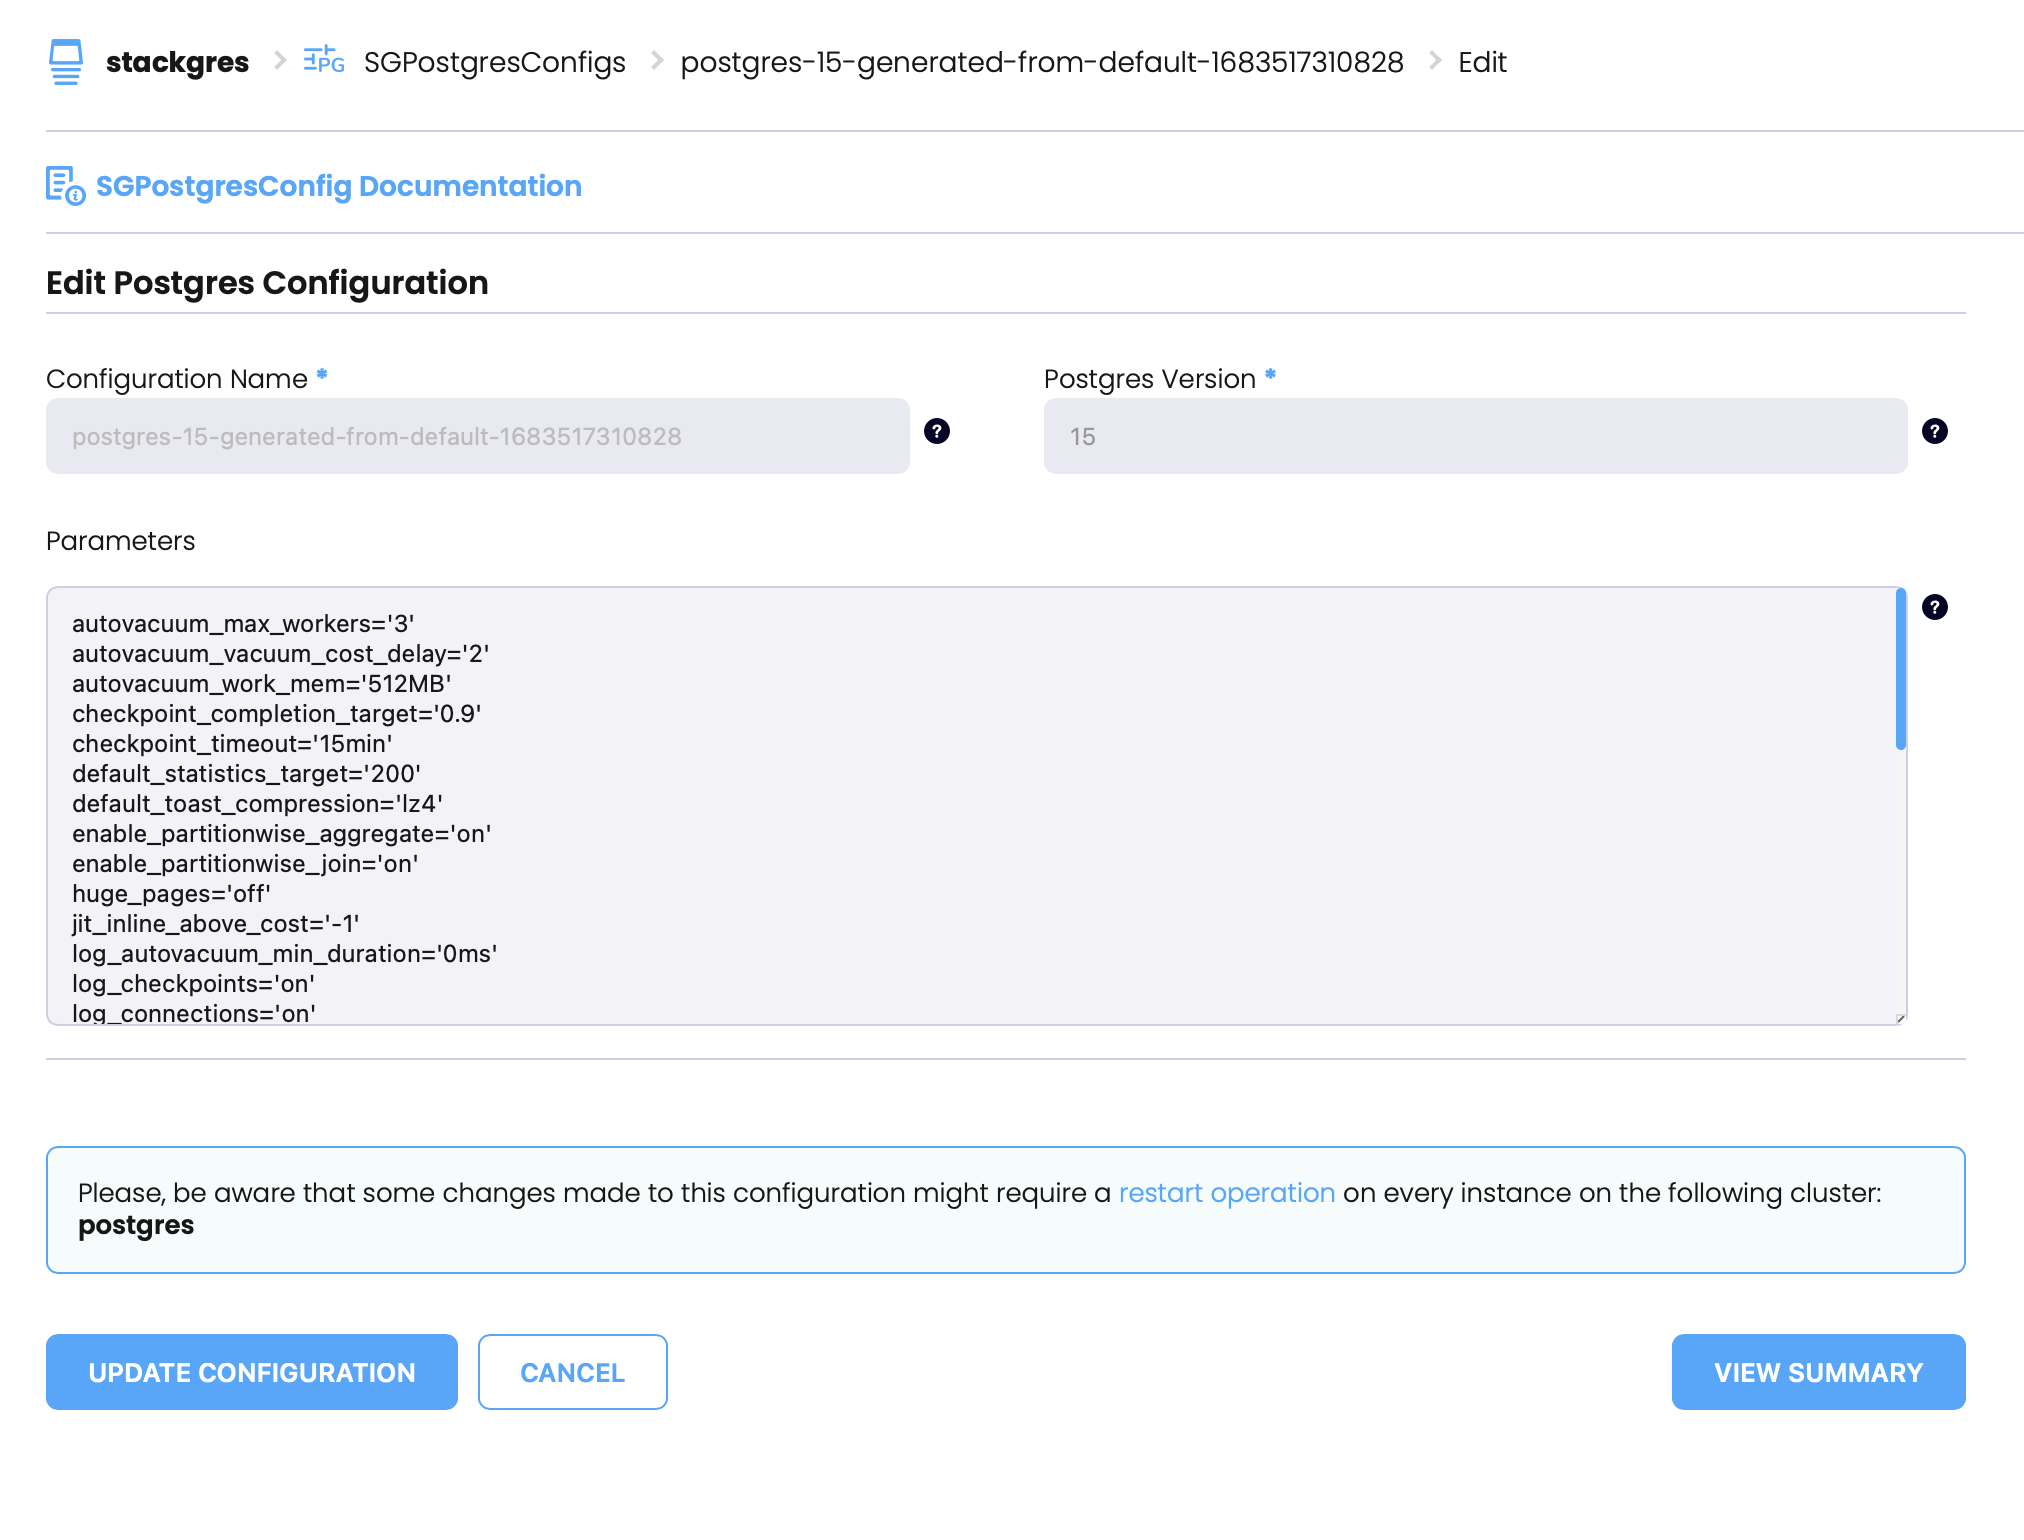 stackgres > PG SGPostgresConfigs > postgres-15-generated-from-default-1683517310828 > Edit
SGPostgresConfig Documentation
Edit Postgres Configuration
Configuration Name *
Postgres Version *
postgres-15-generated-from-default-1683517310828 ?
15 ?
Parameters
?
autovacuum_max_workers='3'
autovacuum_vacuum_cost_delay='2'
autovacuum_work_mem='512MB'
checkpoint_completion_target='0.9'
checkpoint_timeout='15min'
default_statistics_target='200'
default_toast_compression='lz4'
enable_partitionwise_aggregate='on'
enable_partitionwise_join='on'
huge_pages='off'
jit_inline_above_cost='-1'
log_autovacuum_min_duration='0ms'
log_checkpoints='on'
log_connections='on'
Please, be aware that some changes made to this configuration might require a restart operation on every instance on the following cluster:
postgres
UPDATE CONFIGURATION
CANCEL
VIEW SUMMARY